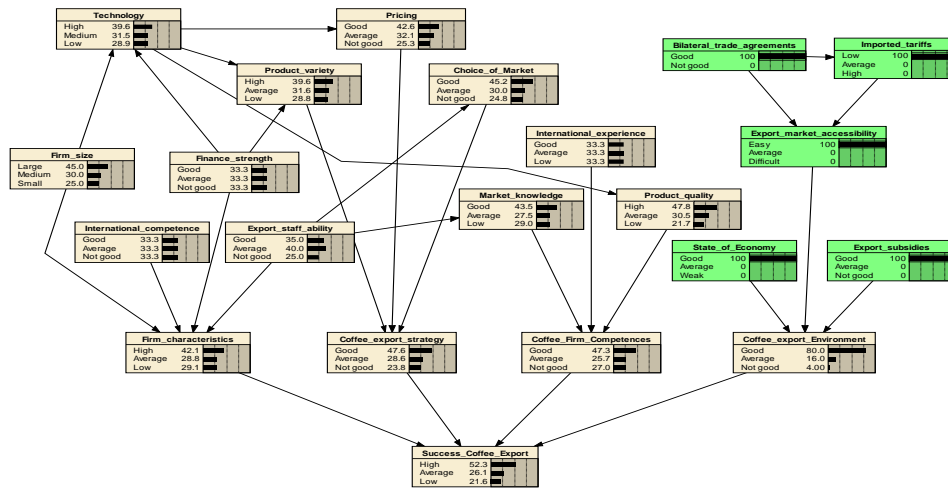 Technology
High 39.6
Medium 31.5
Low 28.9
Pricing
Good 42.6
Average 32.1
Not good 25.3
Bilateral_trade_agreements
Good 100
Not good 0
Imported_tariffs
Low 100
Average 0
High 0
Product_variety
High 39.6
Average 31.6
Low 28.8
Choice_of_Market
Good 45.2
Average 30.0
Not good 24.8
International_experience
Good 33.3
Average 33.3
Low 33.3
Export_market_accessibility
Easy 100
Average 0
Difficult 0
Firm_size
Large 45.0
Medium 30.0
Small 25.0
Finance_strength
Good 33.3
Average 33.3
Not good 33.3
Market_knowledge
Good 43.5
Average 27.5
Low 29.0
Product_quality
High 47.8
Average 30.5
Low 21.7
International_competence
Good 33.3
Average 33.3
Not good 33.3
Export_staff_ability
Good 35.0
Average 40.0
Not good 25.0
State_of_Economy
Good 100
Average 0
Weak 0
Export_subsidies
Good 100
Average 0
Not good 0
Firm_characteristics
High 42.1
Average 28.8
Low 29.1
Coffee_export_strategy
Good 47.6
Average 28.6
Not good 23.8
Coffee_Firm_Competences
Good 47.3
Average 25.7
Not good 27.0
Coffee_export_Environment
Good 80.0
Average 16.0
Not good 4.00
Success_Coffee_Export
High 52.3
Average 26.1
Low 21.6